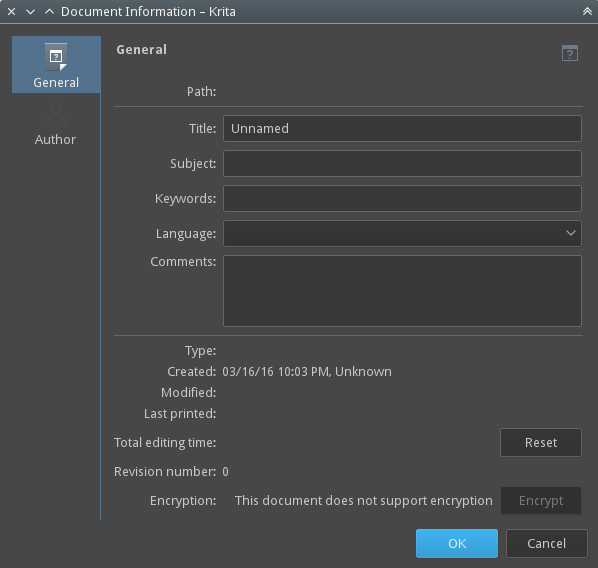 Document Information – Krita
General
Author
General
Path:
Title: Unnamed
Subject:
Keywords:
Language:
Comments:
Type:
Created: 03/16/16 10:03 PM, Unknown
Modified:
Last printed:
Total editing time: Reset
Revision number: 0
Encryption: This document does not support encryption Encrypt
OK Cancel